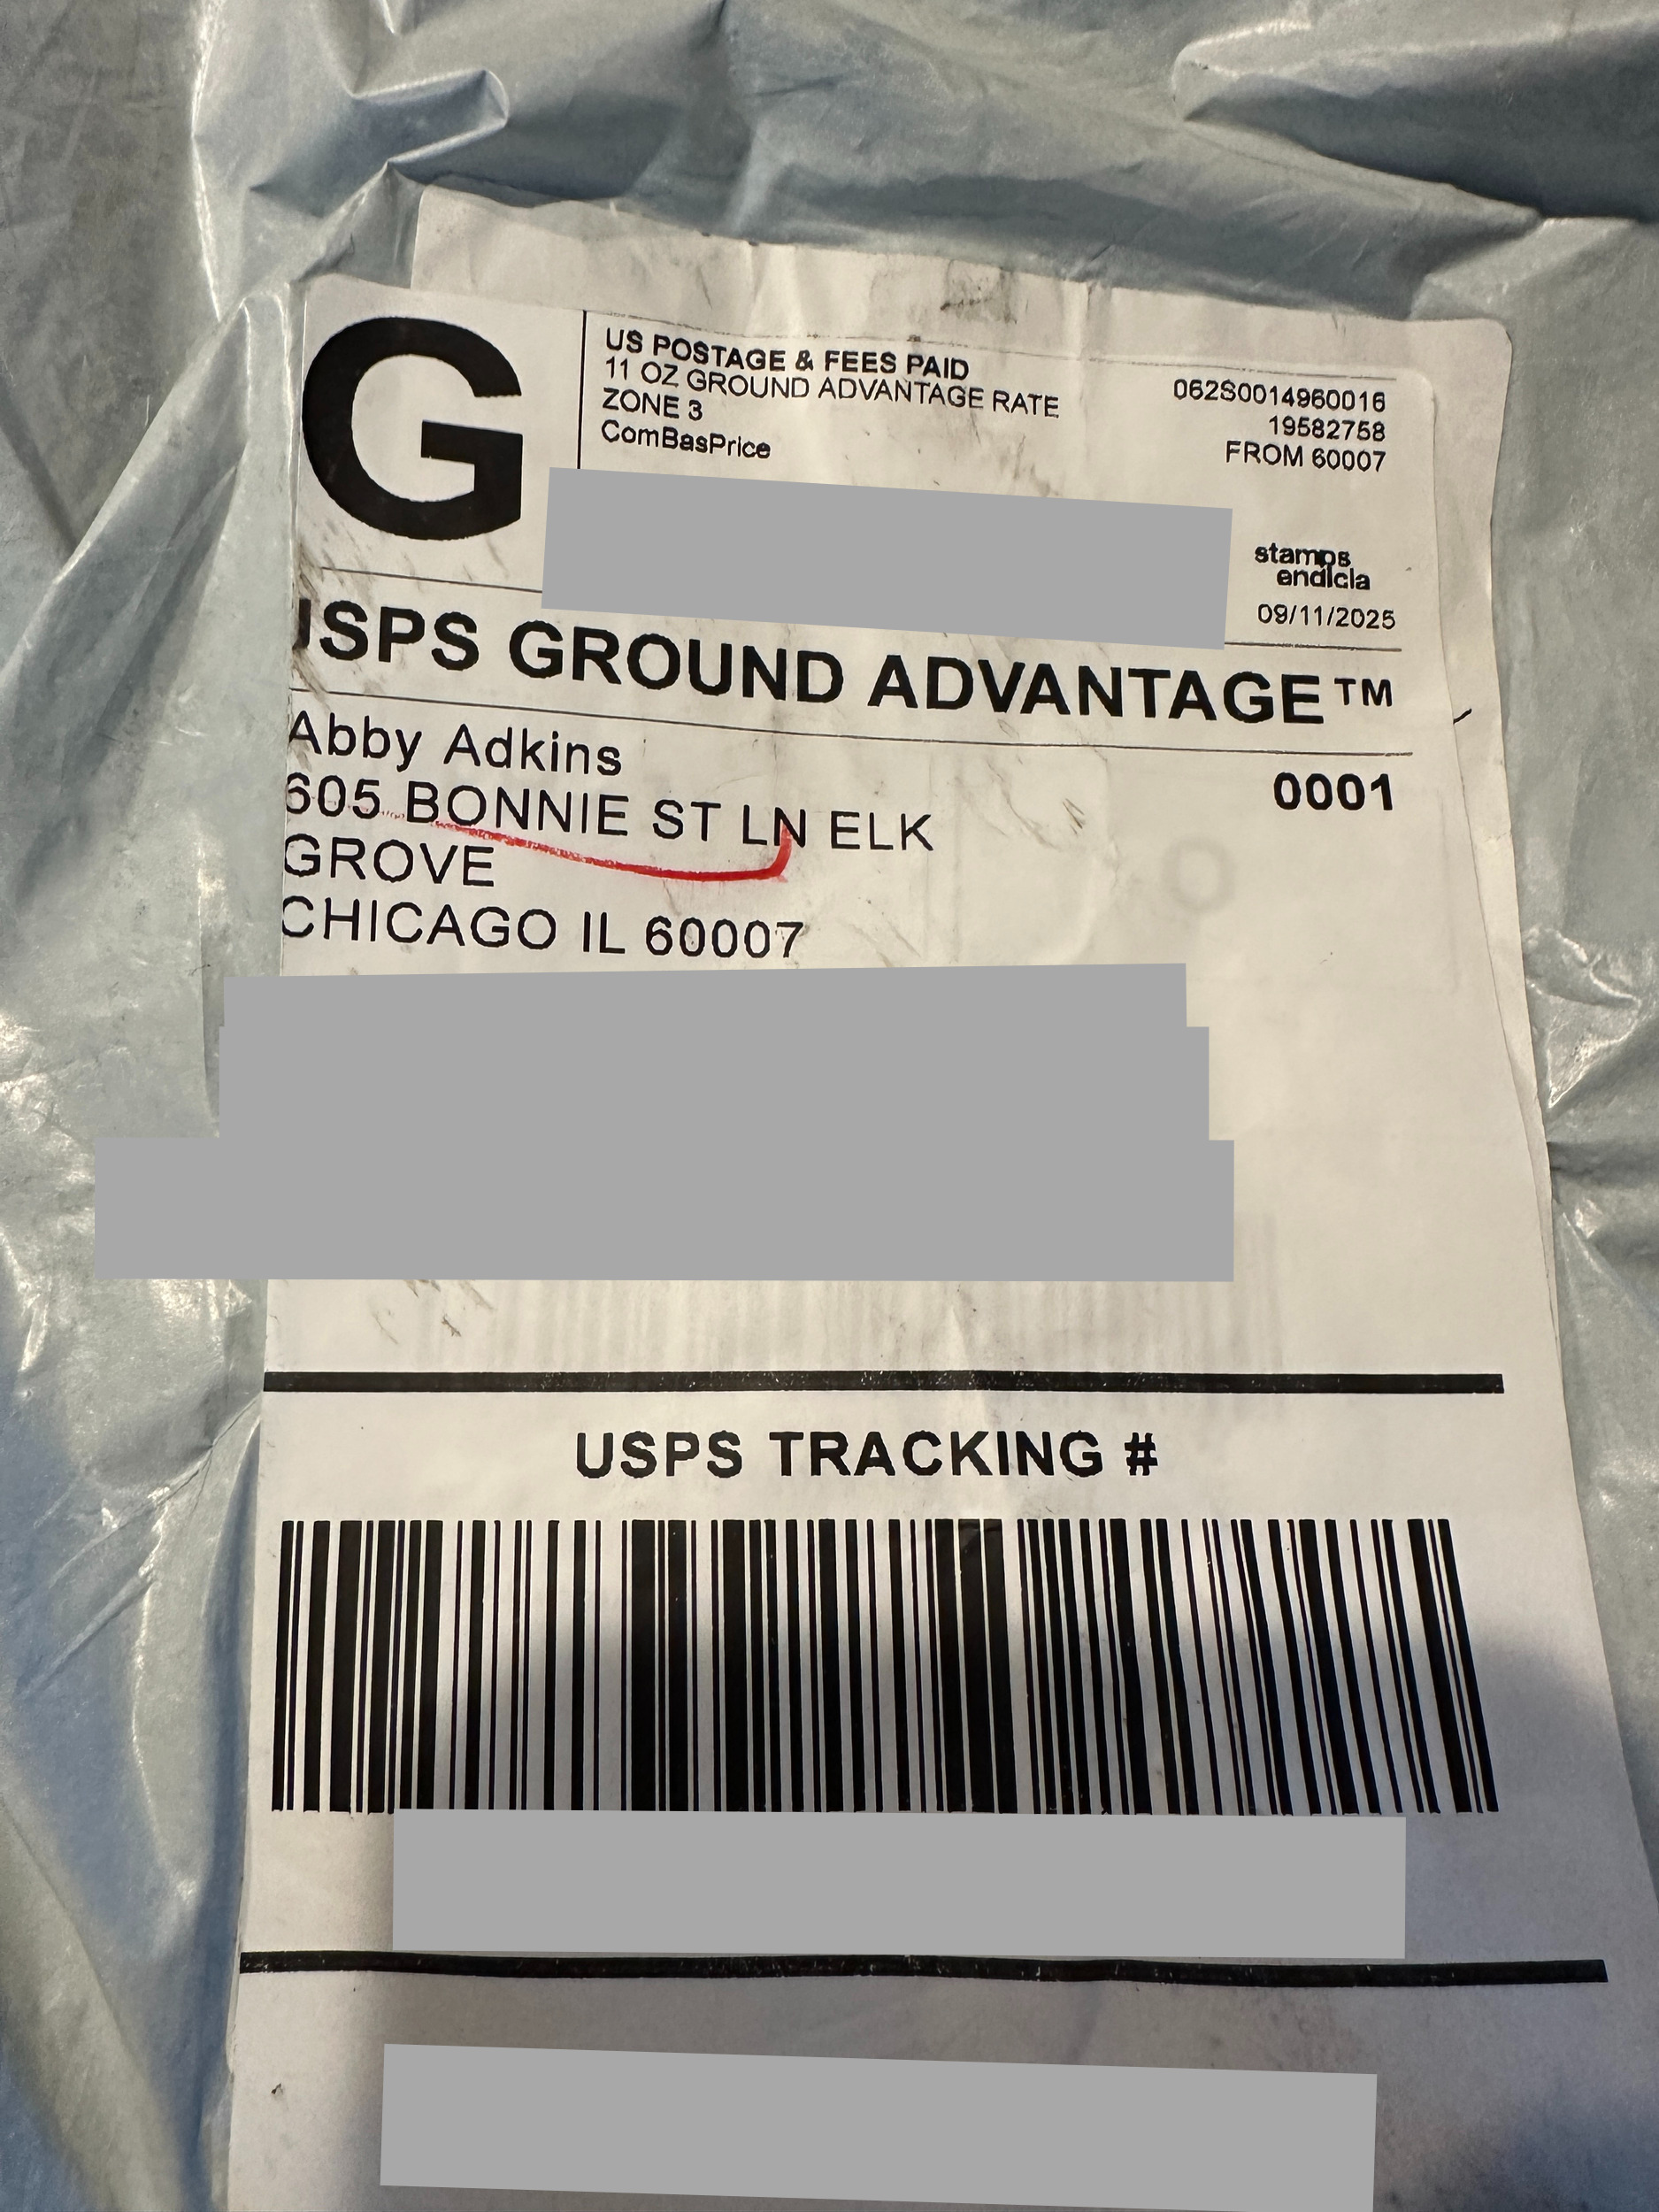 G
US POSTAGE & FEES PAID
11 OZ GROUND ADVANTAGE RATE
ZONE 3
ComBasPrice
062S0014960016
19582758
FROM 60007
stamps
endicia
09/11/2025
USPS GROUND ADVANTAGE™
Abby Adkins
0001
605 BONNIE ST LN ELK
GROVE
CHICAGO IL 60007
USPS TRACKING #